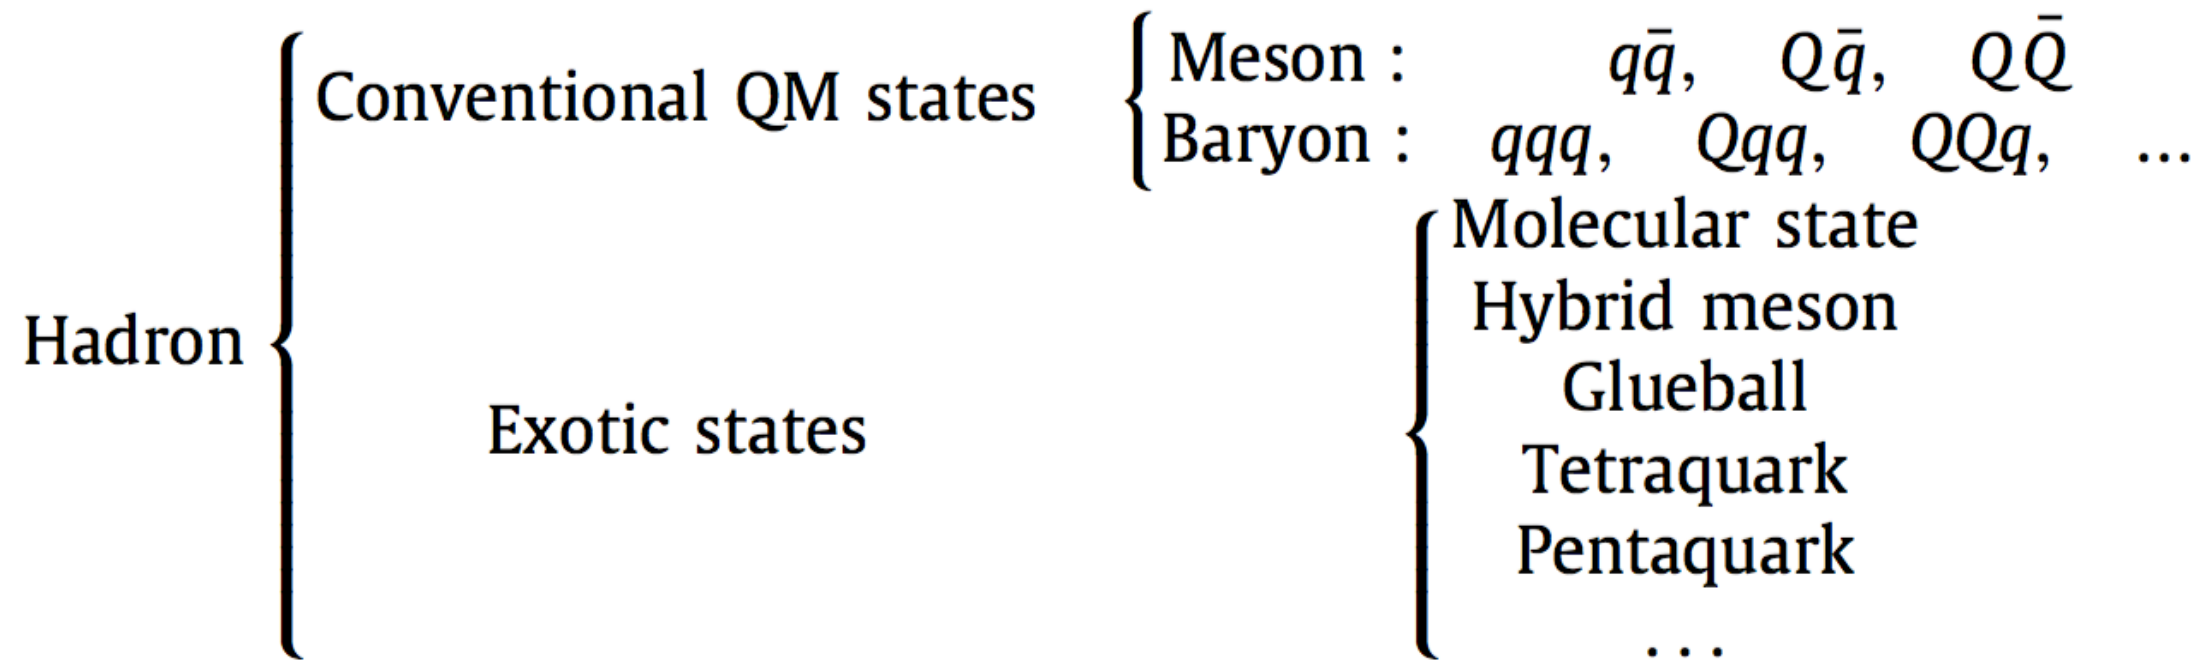 Meson : qq̄, Qq̄, QQ̄
Conventional QM states
Baryon : qqq, Qqq, QQq, ...
Molecular state
Hybrid meson
Hadron
Glueball
Exotic states
Tetraquark
Pentaquark
...